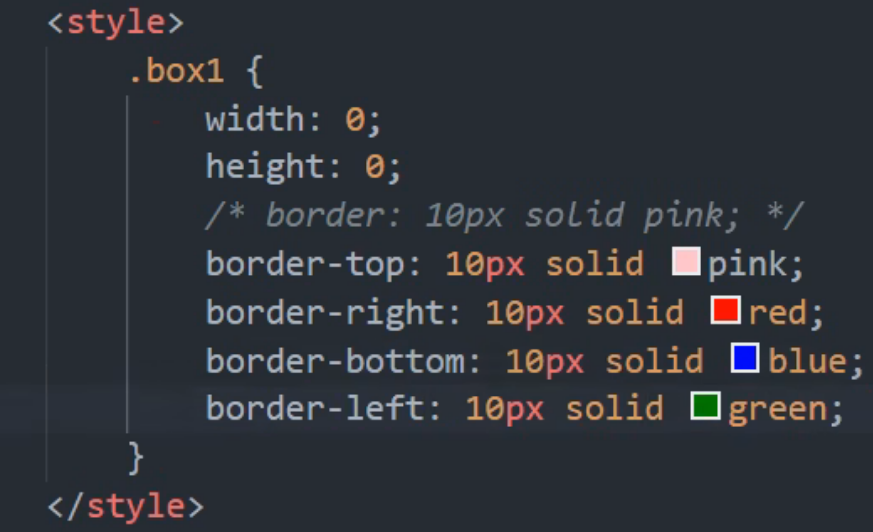 <style>
.box1 {
width: 0;
height: 0;
/* border: 10px solid pink; */
border-top: 10px solid pink;
border-right: 10px solid red;
border-bottom: 10px solid blue;
border-left: 10px solid green;
}
</style>